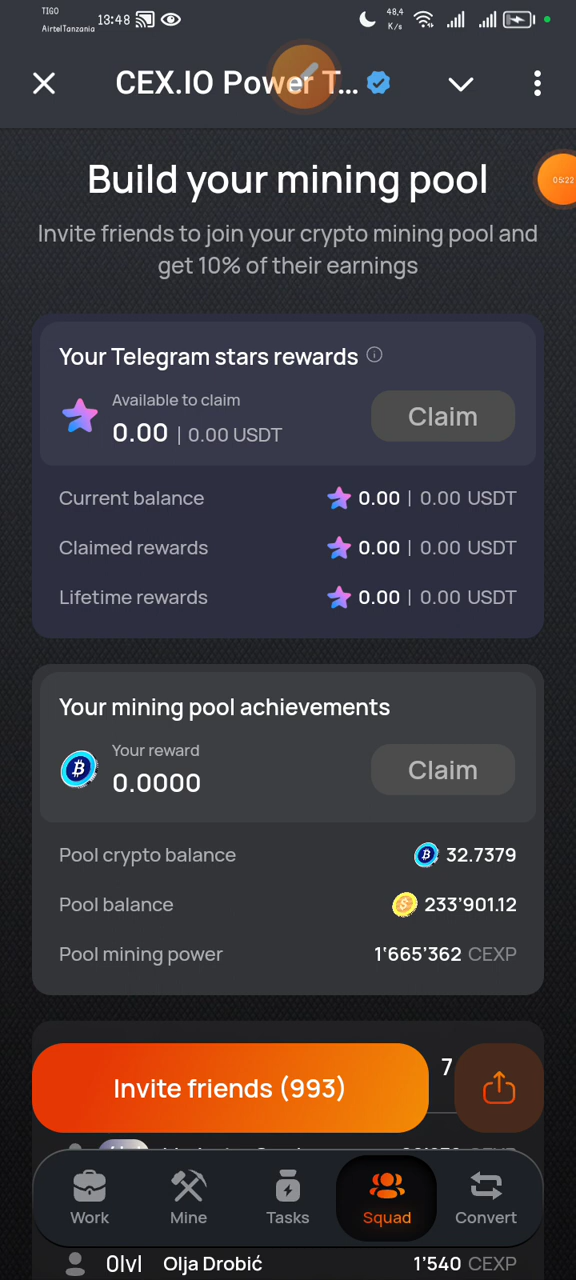 TIGO
AirtelTanzania 13:48
48,4
K/s
CEX.IO Power T...
05:22
Build your mining pool
Invite friends to join your crypto mining pool and
get 10% of their earnings
Your Telegram stars rewards
Available to claim
0.00 | 0.00 USDT
Claim
Current balance 0.00 | 0.00 USDT
Claimed rewards 0.00 | 0.00 USDT
Lifetime rewards 0.00 | 0.00 USDT
Your mining pool achievements
Your reward
0.0000
Claim
Pool crypto balance 32.7379
Pool balance 233'901.12
Pool mining power 1'665'362 CEXP
7
Invite friends (993)
Work
Mine
Tasks
Squad
Convert
0lvl Olja Drobić 1'540 CEXP